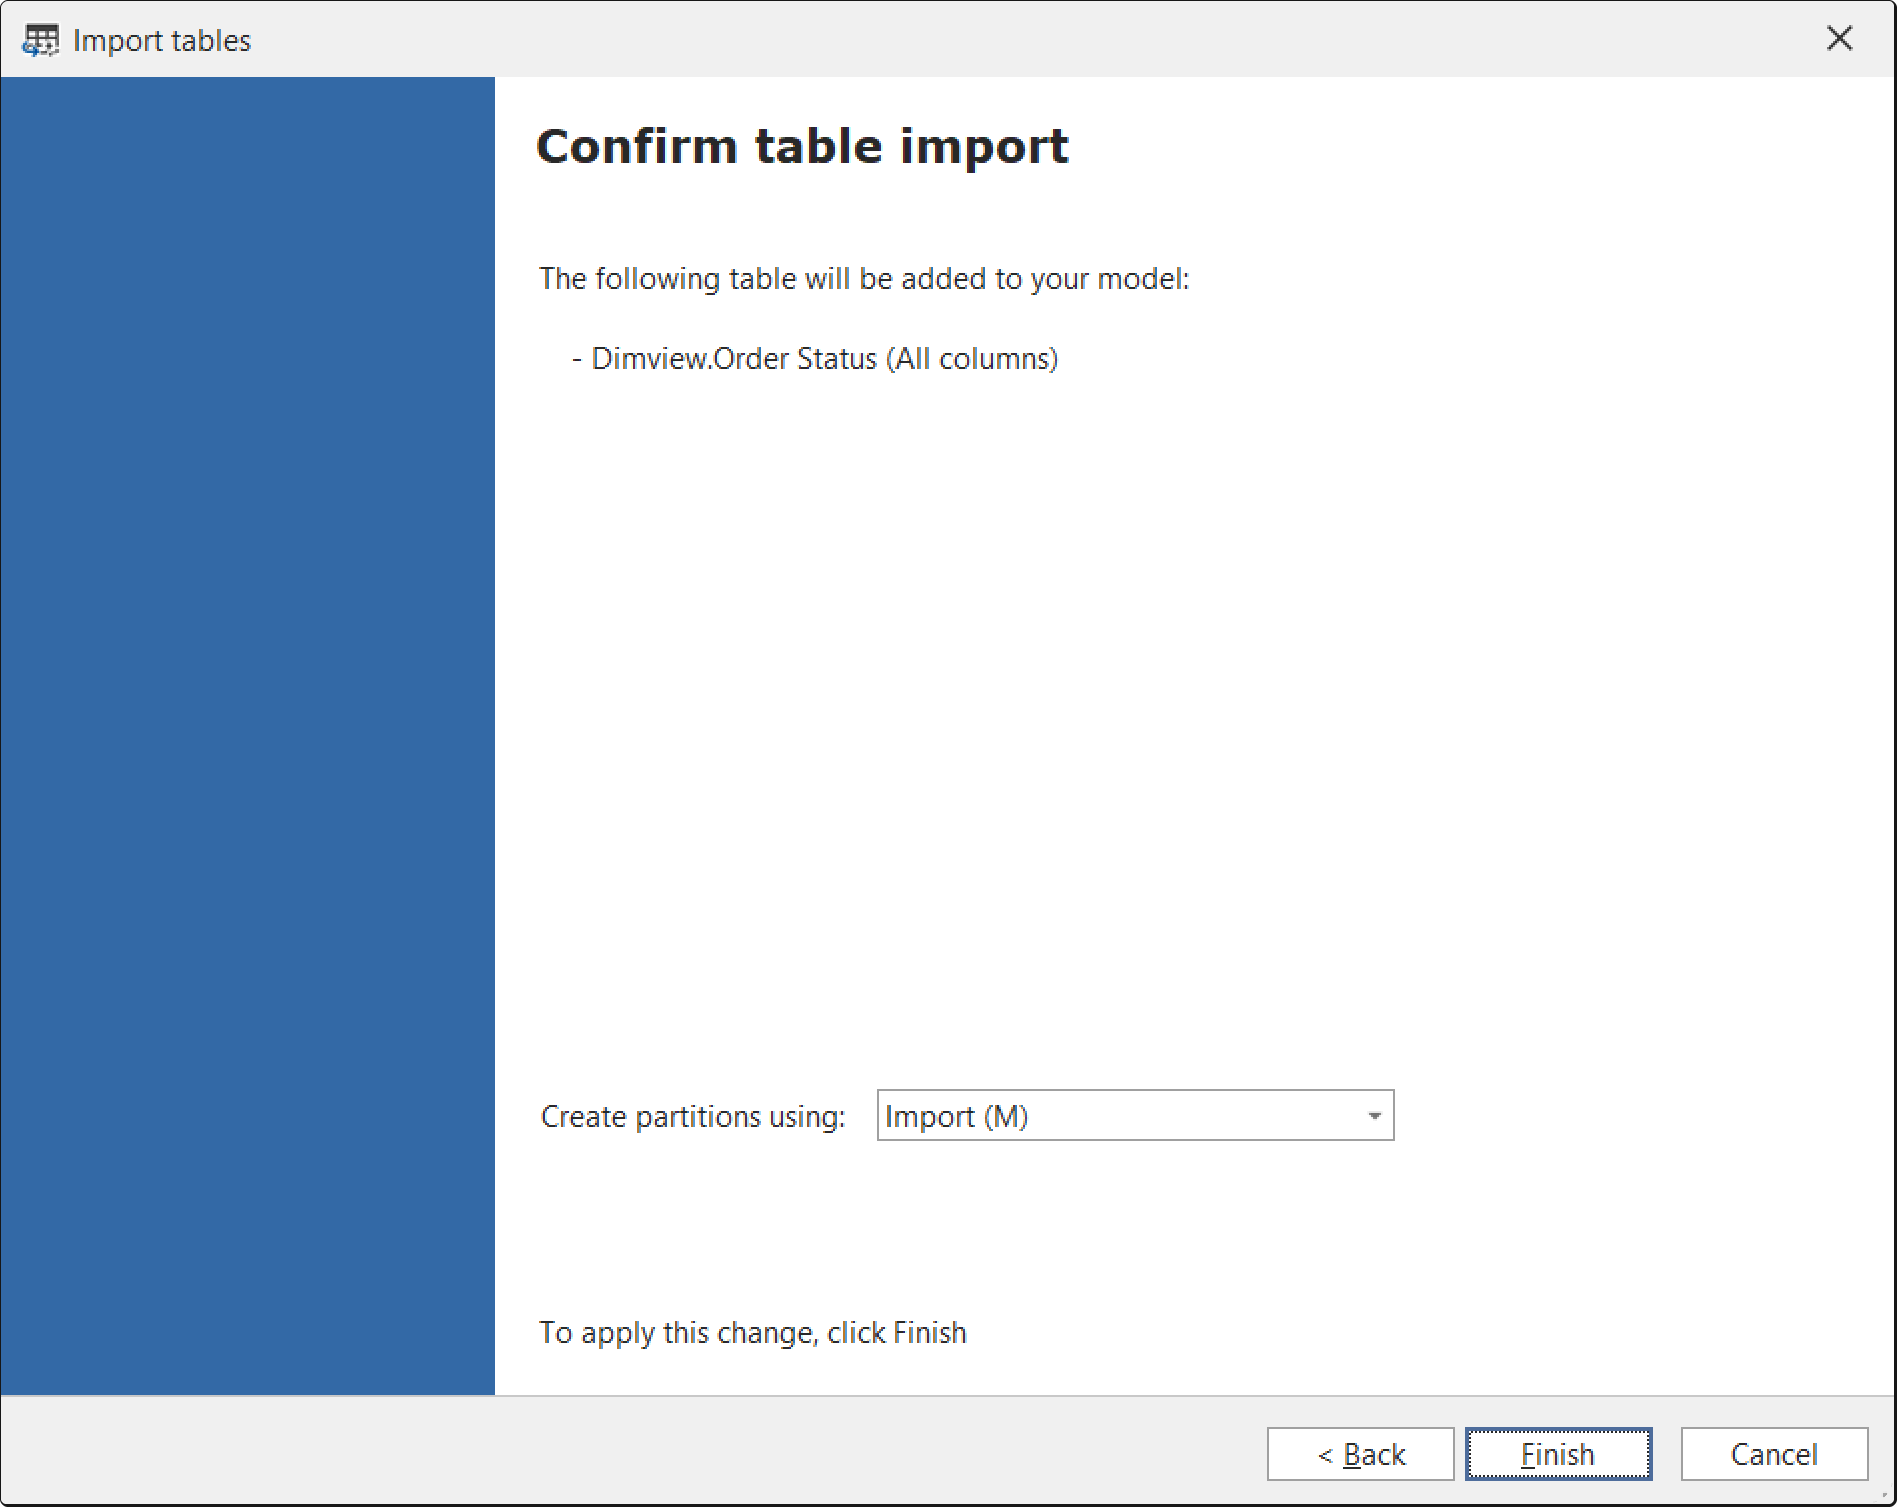 Import tables
Confirm table import
The following table will be added to your model:
- Dimview.Order Status (All columns)
Create partitions using:
Import (M)
To apply this change, click Finish
< Back
Finish
Cancel